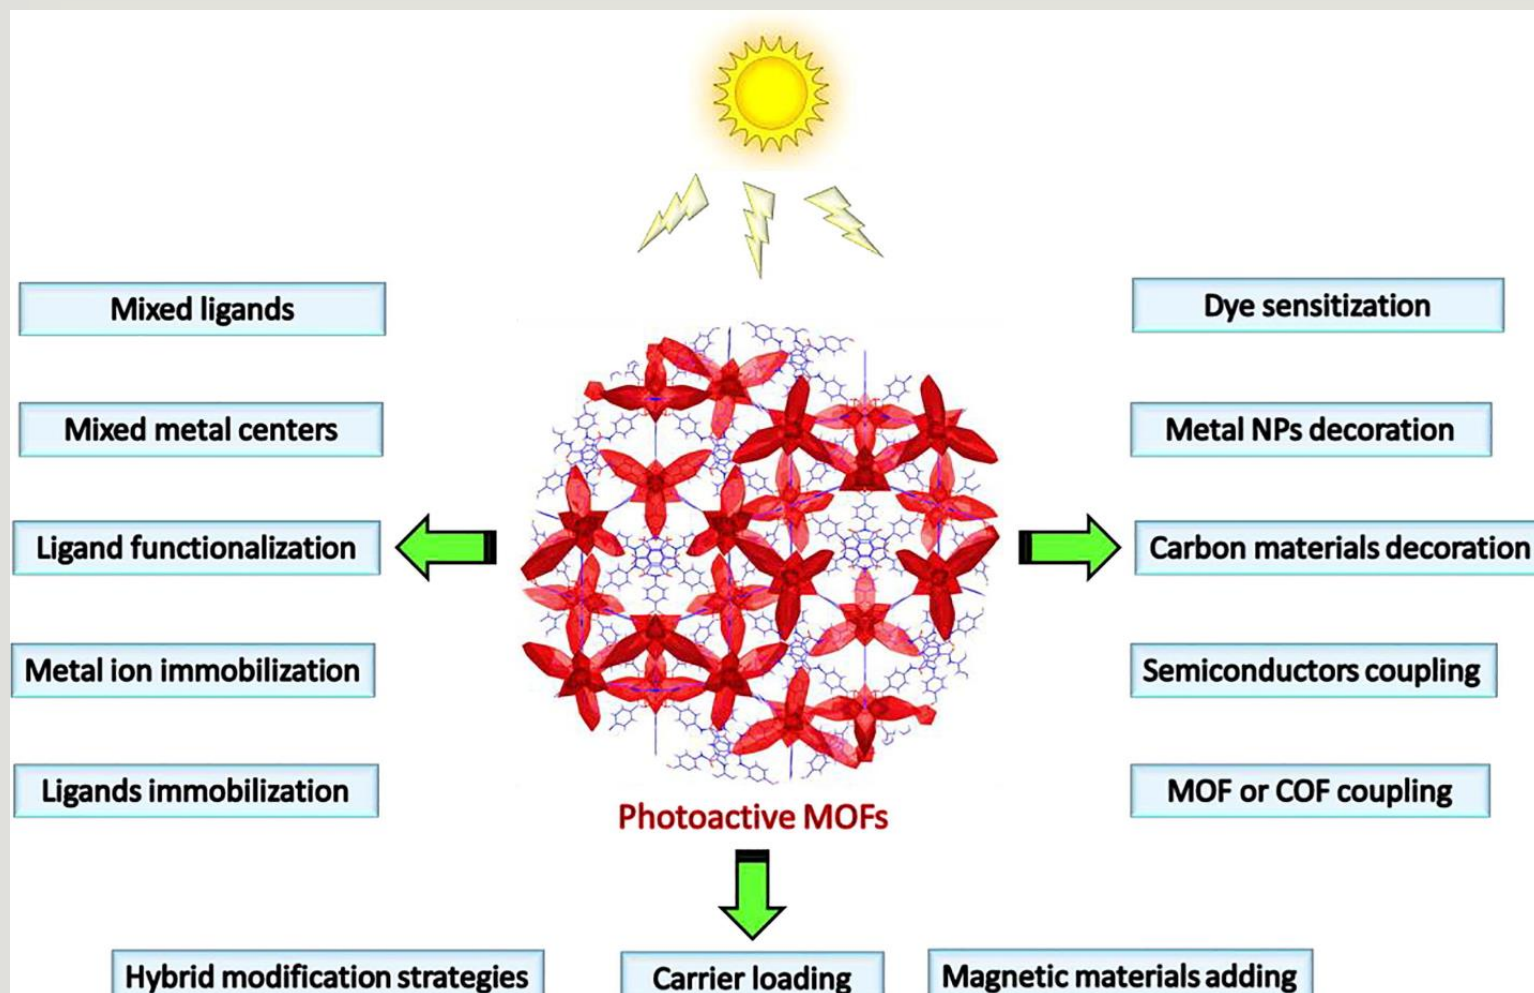 Mixed ligands
Mixed metal centers
Ligand functionalization
Metal ion immobilization
Ligands immobilization
Dye sensitization
Metal NPs decoration
Carbon materials decoration
Semiconductors coupling
MOF or COF coupling
Photoactive MOFs
Hybrid modification strategies
Carrier loading
Magnetic materials adding